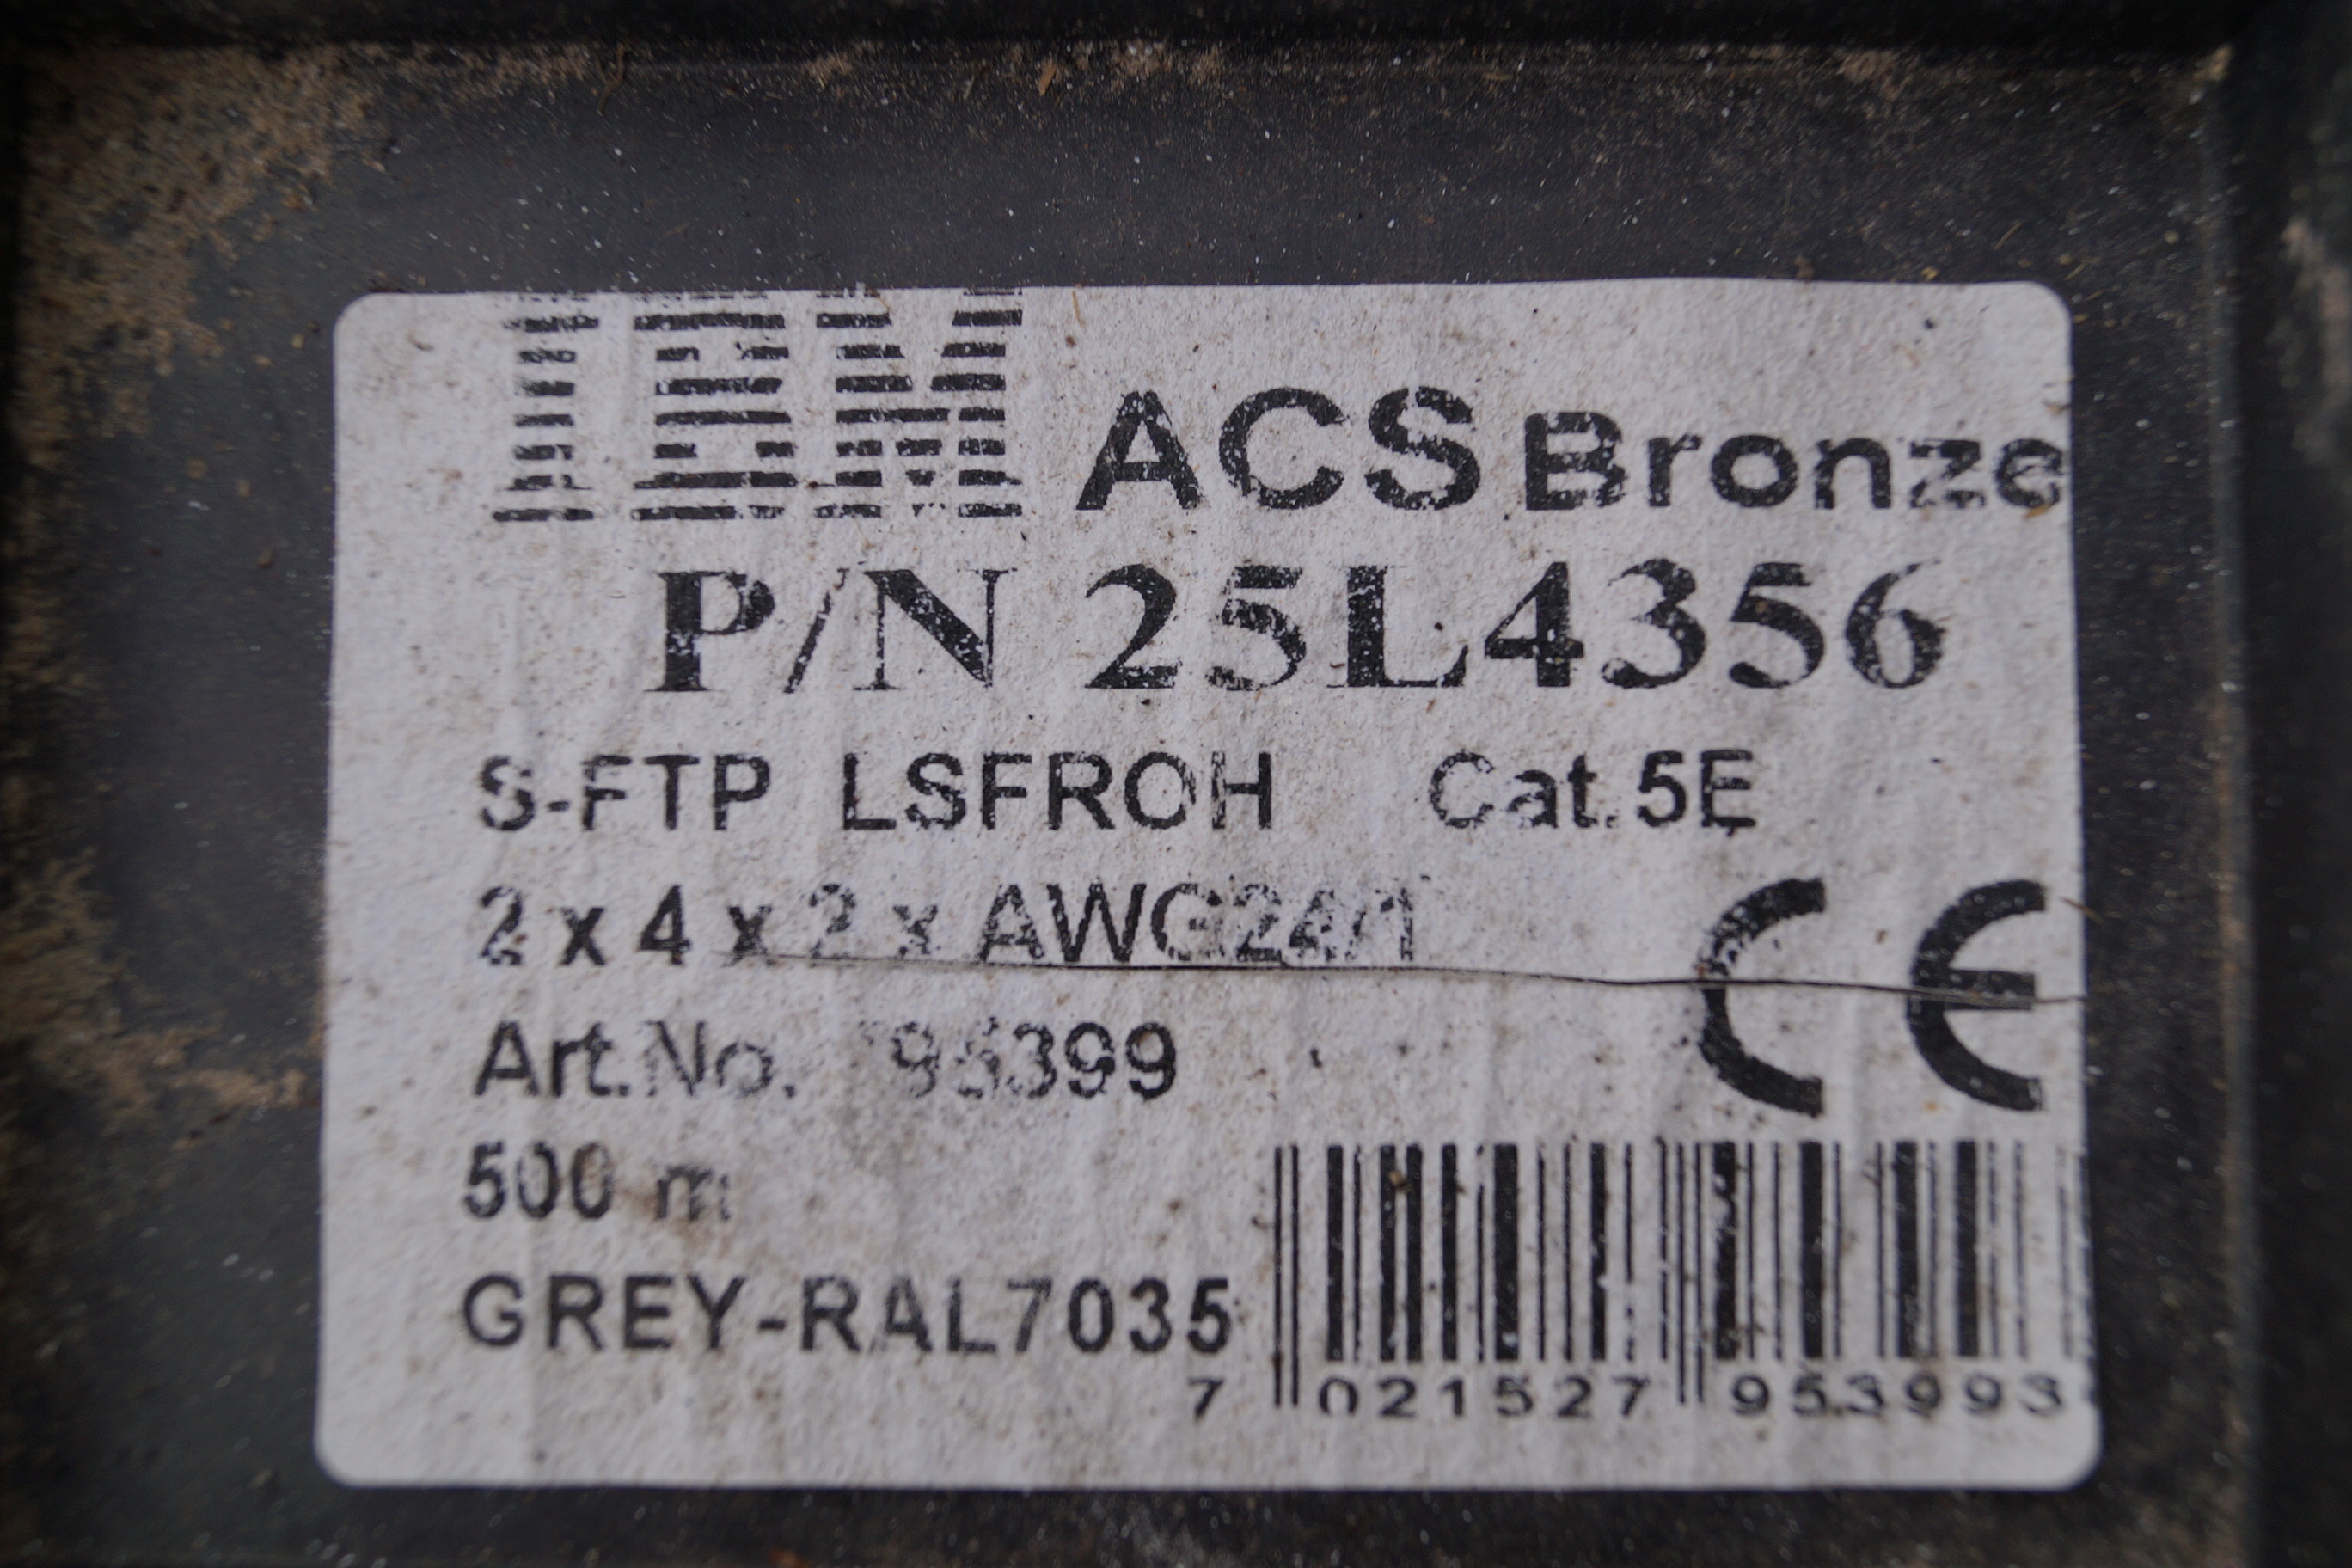 IBM ACS Bronze
P/N 25L4356
S-FTP LSFROH Cat.5E
2 x 4 x 2 x AWG24/1
CE
Art.No. 95399
500 m
GREY-RAL7035
7 021527 953993